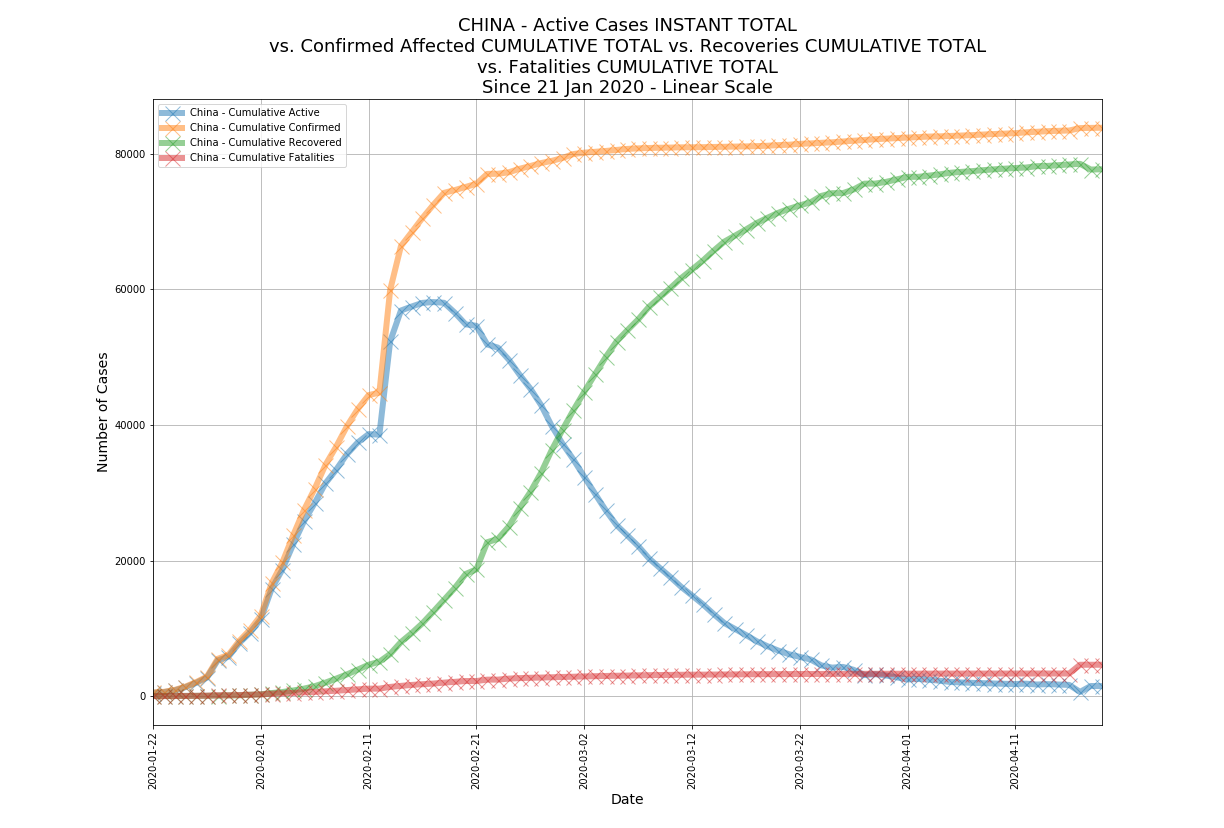 CHINA - Active Cases INSTANT TOTAL
vs. Confirmed Affected CUMULATIVE TOTAL vs. Recoveries CUMULATIVE TOTAL
vs. Fatalities CUMULATIVE TOTAL
Since 21 Jan 2020 - Linear Scale
China - Cumulative Active
China - Cumulative Confirmed
China - Cumulative Recovered
China - Cumulative Fatalities
80000
60000
40000
20000
0
Number of Cases
2020-01-22
2020-02-01
2020-02-11
2020-02-21
2020-03-02
2020-03-12
2020-03-22
2020-04-01
2020-04-11
Date